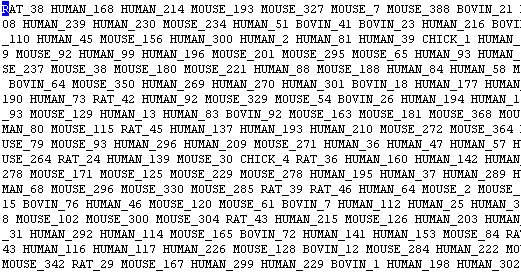 RAT_38 HUMAN_168 HUMAN_214 MOUSE_193 MOUSE_327 MOUSE_7 MOUSE_388 BOVIN_21
08 HUMAN_239 HUMAN_230 MOUSE_234 HUMAN_51 BOVIN_41 BOVIN_23 HUMAN_216 BOVI
_110 HUMAN_45 MOUSE_156 HUMAN_300 HUMAN_2 HUMAN_81 HUMAN_39 CHICK_1 HUMAN_
9 MOUSE_92 HUMAN_99 HUMAN_196 MOUSE_201 MOUSE_295 MOUSE_65 HUMAN_93 HUMAN_
SE_237 MOUSE_38 MOUSE_180 MOUSE_221 HUMAN_88 MOUSE_188 HUMAN_84 HUMAN_58 M
BOVIN_64 MOUSE_350 HUMAN_269 HUMAN_270 HUMAN_301 BOVIN_18 HUMAN_177 HUMAN_
190 HUMAN_73 RAT_42 HUMAN_92 MOUSE_329 MOUSE_54 BOVIN_26 HUMAN_194 HUMAN_1
_93 MOUSE_129 HUMAN_13 HUMAN_83 BOVIN_92 MOUSE_163 MOUSE_181 MOUSE_368 MOU
MAN_80 MOUSE_115 RAT_45 HUMAN_137 HUMAN_193 HUMAN_210 MOUSE_272 MOUSE_364
USE_79 MOUSE_93 HUMAN_296 HUMAN_209 MOUSE_271 HUMAN_36 HUMAN_47 HUMAN_57 H
USE_264 RAT_24 HUMAN_139 MOUSE_30 CHICK_4 RAT_36 HUMAN_160 HUMAN_142 HUMAN
278 MOUSE_171 MOUSE_125 MOUSE_229 MOUSE_278 HUMAN_195 HUMAN_37 HUMAN_289 H
MAN_68 MOUSE_296 MOUSE_330 MOUSE_285 RAT_39 RAT_46 HUMAN_64 MOUSE_2 MOUSE_
15 BOVIN_76 HUMAN_46 MOUSE_120 MOUSE_61 BOVIN_7 HUMAN_112 HUMAN_25 HUMAN_3
8 MOUSE_102 MOUSE_300 MOUSE_304 RAT_43 HUMAN_215 MOUSE_126 HUMAN_203 HUMAN
_31 HUMAN_292 HUMAN_114 MOUSE_165 BOVIN_72 HUMAN_141 HUMAN_153 MOUSE_84 RA
43 HUMAN_116 HUMAN_117 HUMAN_226 MOUSE_128 BOVIN_12 MOUSE_284 HUMAN_222 MO
MOUSE_342 RAT_29 MOUSE_167 HUMAN_299 HUMAN_229 BOVIN_1 HUMAN_198 HUMAN_302